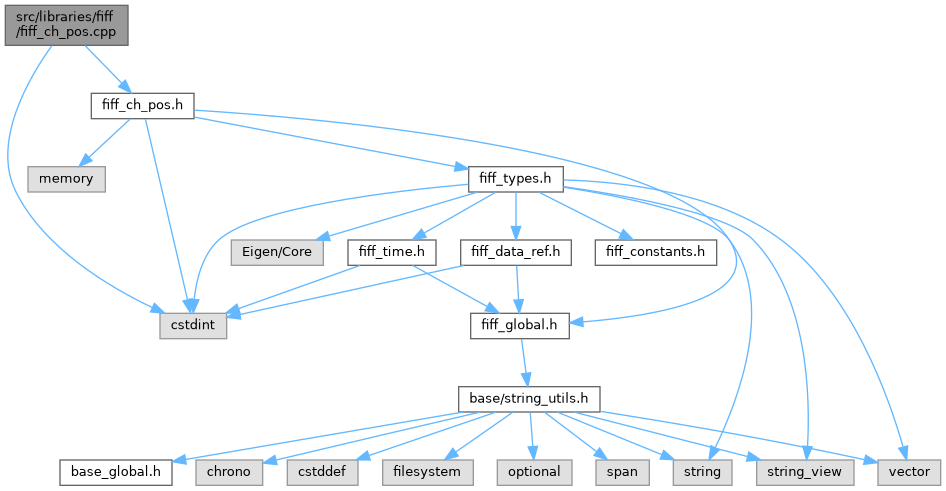 src/libraries/fiff
/fiff_ch_pos.cpp
fiff_ch_pos.h
memory
fiff_types.h
Eigen/Core
fiff_time.h
fiff_data_ref.h
fiff_constants.h
cstdint
fiff_global.h
base/string_utils.h
base_global.h
chrono
cstddef
filesystem
optional
span
string
string_view
vector